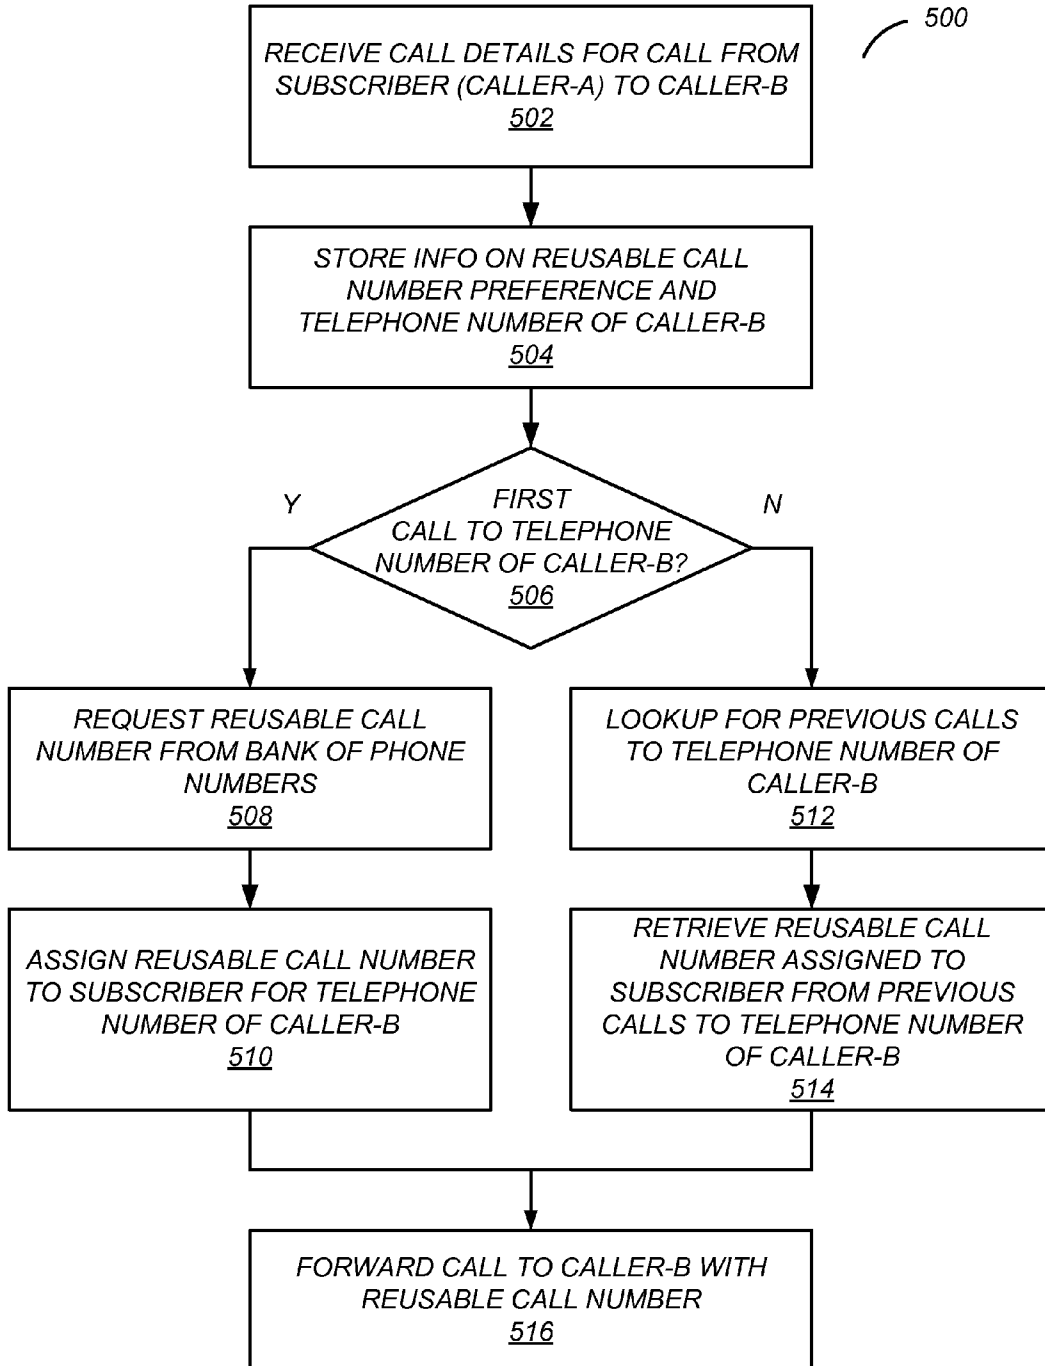 500
RECEIVE CALL DETAILS FOR CALL FROM
SUBSCRIBER (CALLER-A) TO CALLER-B
502
STORE INFO ON REUSABLE CALL
NUMBER PREFERENCE AND
TELEPHONE NUMBER OF CALLER-B
504
FIRST
CALL TO TELEPHONE
NUMBER OF CALLER-B?
506
Y
N
REQUEST REUSABLE CALL
NUMBER FROM BANK OF PHONE
NUMBERS
508
ASSIGN REUSABLE CALL NUMBER
TO SUBSCRIBER FOR TELEPHONE
NUMBER OF CALLER-B
510
LOOKUP FOR PREVIOUS CALLS
TO TELEPHONE NUMBER OF
CALLER-B
512
RETRIEVE REUSABLE CALL
NUMBER ASSIGNED TO
SUBSCRIBER FROM PREVIOUS
CALLS TO TELEPHONE NUMBER
OF CALLER-B
514
FORWARD CALL TO CALLER-B WITH
REUSABLE CALL NUMBER
516